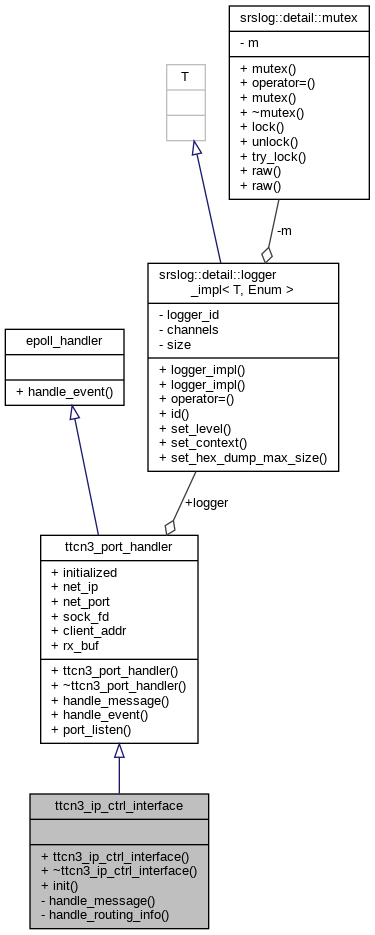 srslog::detail::mutex
- m
+ mutex()
+ operator=()
+ mutex()
+ ~mutex()
+ lock()
+ unlock()
+ try_lock()
+ raw()
+ raw()
T
-m
srslog::detail::logger
_impl< T, Enum >
- logger_id
- channels
- size
+ logger_impl()
+ logger_impl()
+ operator=()
+ id()
+ set_level()
+ set_context()
+ set_hex_dump_max_size()
epoll_handler
+ handle_event()
+logger
ttcn3_port_handler
+ initialized
+ net_ip
+ net_port
+ sock_fd
+ client_addr
+ rx_buf
+ ttcn3_port_handler()
+ ~ttcn3_port_handler()
+ handle_message()
+ handle_event()
+ port_listen()
ttcn3_ip_ctrl_interface
+ ttcn3_ip_ctrl_interface()
+ ~ttcn3_ip_ctrl_interface()
+ init()
- handle_message()
- handle_routing_info()